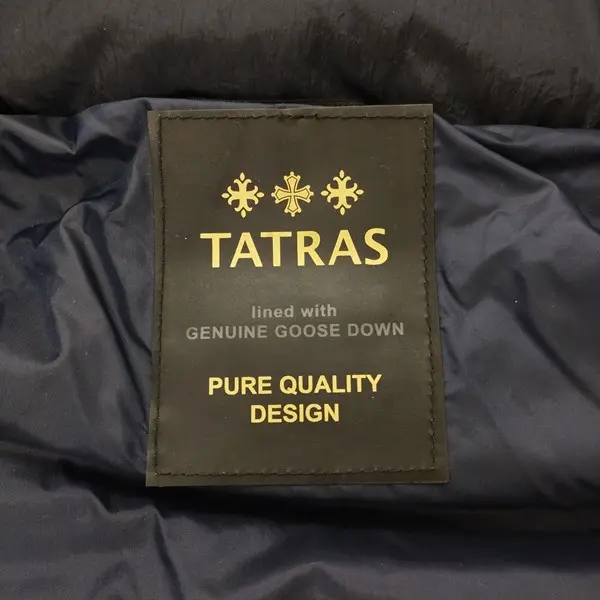 TATRAS
lined with
GENUINE GOOSE DOWN
PURE QUALITY
DESIGN